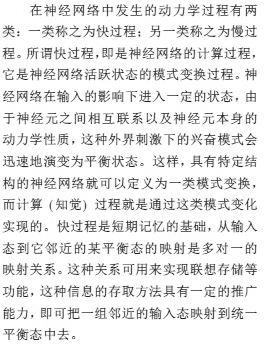 在神经网络中发生的动力学过程有两
类：一类称之为快过程；另一类称之为慢过
程。所谓快过程，即是神经网络的计算过程，
它是神经网络活跃状态的模式变换过程。神
经网络在输入的影响下进入一定的状态，由
于神经元之间相互联系以及神经元本身的
动力学性质，这种外界刺激下的兴奋模式会
迅速地演变为平衡状态。这样，具有特定结
构的神经网络就可以定义为一类模式变换，
而计算（知觉）过程就是通过这类模式变化
实现的。快过程是短期记忆的基础，从输入
态到它邻近的某平衡态的映射是多对一的
映射关系。这种关系可用来实现联想存储等
功能，这种信息的存取方法具有一定的推广
能力，即可把一组邻近的输入态映射到统一
平衡态中去。